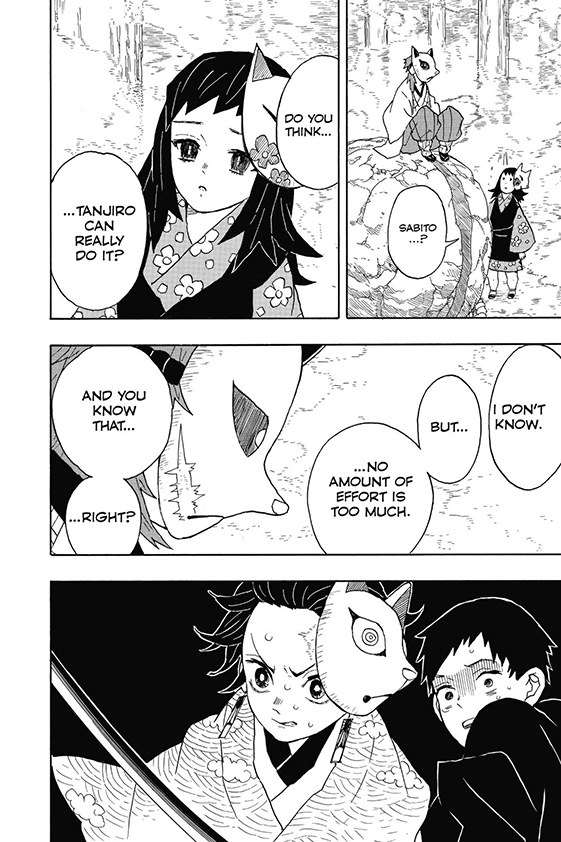 SABITO
...?
DO YOU
THINK...
...TANJIRO
CAN
REALLY
DO IT?
I DON'T
KNOW.
BUT...
...NO
AMOUNT OF
EFFORT IS
TOO MUCH.
AND YOU
KNOW
THAT...
...RIGHT?